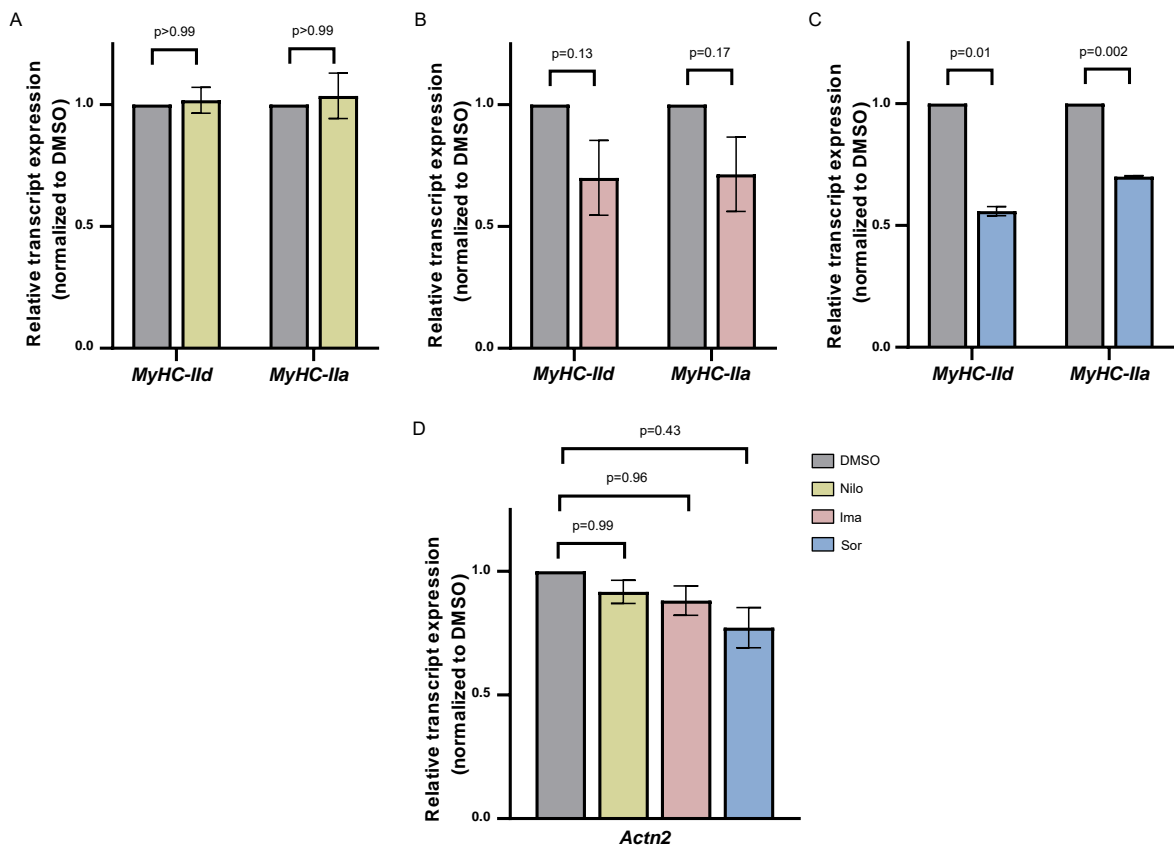 A
p>0.99
p>0.99
Relative transcript expression
(normalized to DMSO)
1.0
0.5
0.0
MyHC-IId
MyHC-IIa
B
p=0.13
p=0.17
Relative transcript expression
(normalized to DMSO)
1.0
0.5
0.0
MyHC-IId
MyHC-IIa
C
p=0.01
p=0.002
Relative transcript expression
(normalized to DMSO)
1.0
0.5
0.0
MyHC-IId
MyHC-IIa
D
p=0.43
p=0.96
p=0.99
Relative transcript expression
(normalized to DMSO)
1.0
0.5
0.0
Actn2
DMSO
Nilo
Ima
Sor